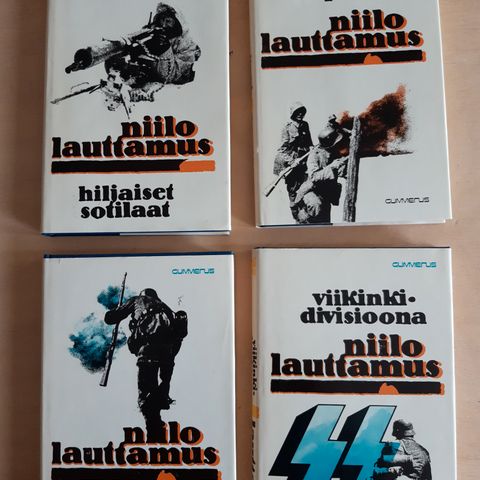 niilo
lauttamus
hiljaiset
sotilaat
niilo
lauttamus
GUMMERUS
GUMMERUS
niilo
lauttamus
GUMMERUS
viikinki-
divisioona
niilo
lauttamus